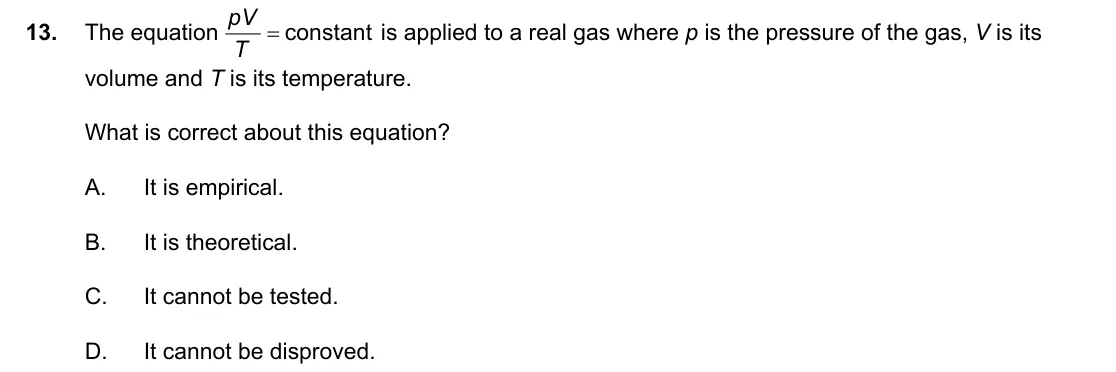 13. The equation pV/T = constant is applied to a real gas where p is the pressure of the gas, V is its
volume and T is its temperature.
What is correct about this equation?
A. It is empirical.
B. It is theoretical.
C. It cannot be tested.
D. It cannot be disproved.